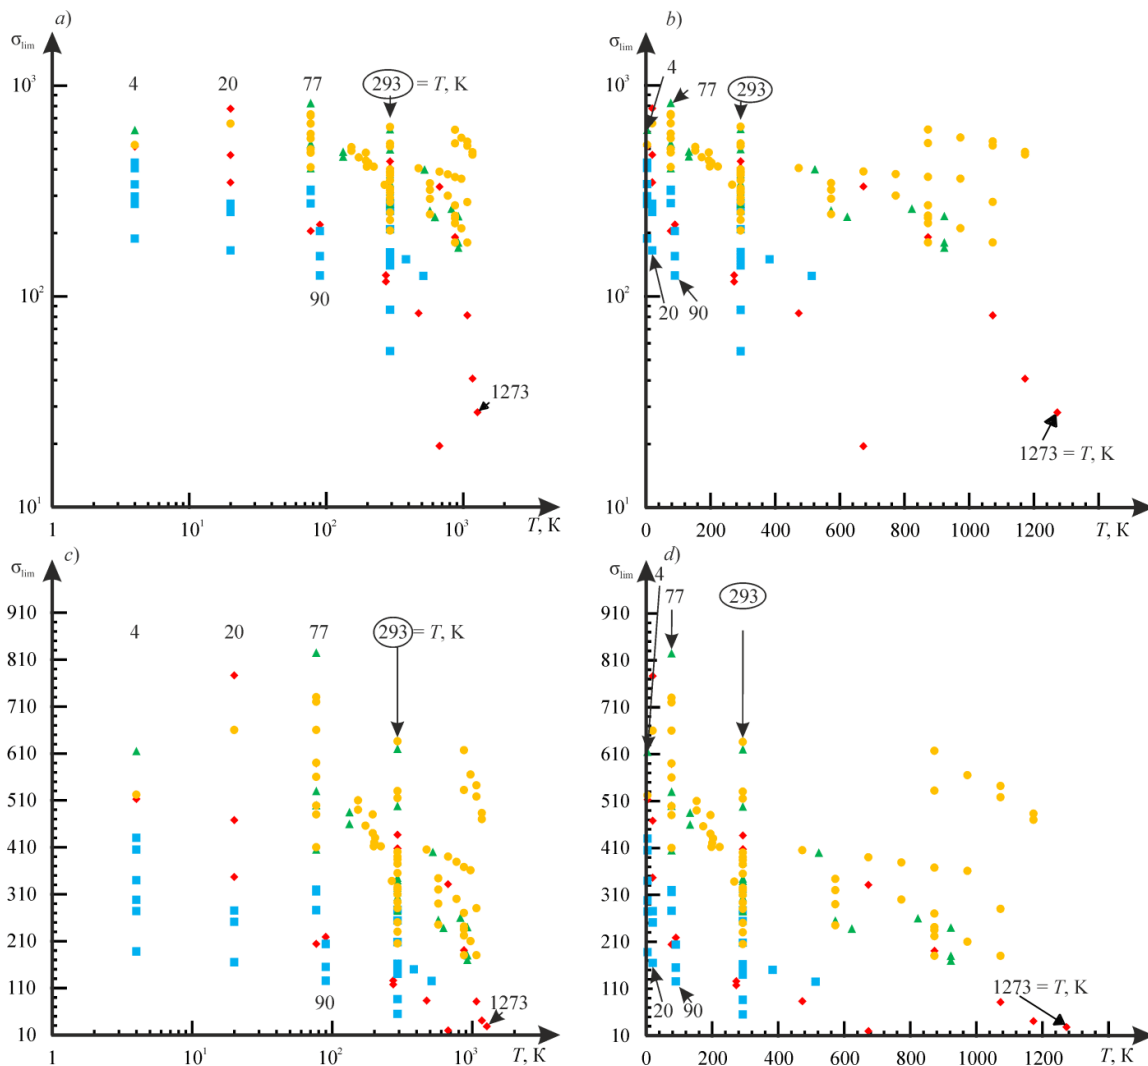 a)
b)
σlim
σlim
4
10³
4 20 77 293 = T, K
10³
77 293
10²
90
10²
20 90
1273
1273 = T, K
10¹
10¹
1 10¹ 10² 10³ T, K
0 200 400 600 800 1000 1200 T, K
c)
d)
σlim
σlim
4
910
910
77 293
4 20 77 293 = T, K
810
810
710
710
610
610
510
510
410
410
310
310
210
210
110
90 1273
110
20 90 1273 = T, K
10
10
1 10¹ 10² 10³ T, K
0 200 400 600 800 1000 1200 T, K